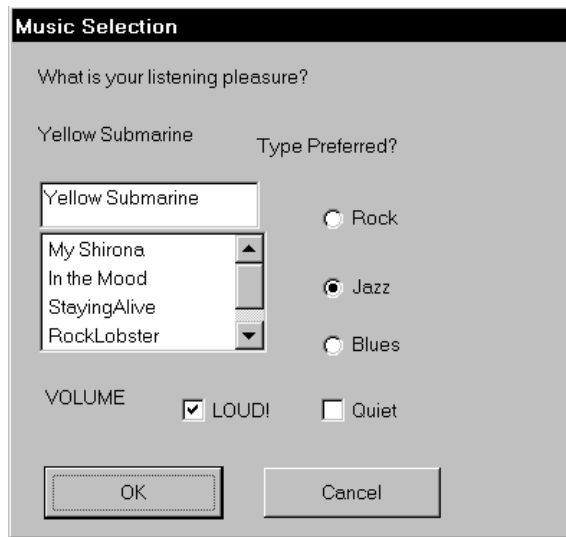 Music Selection
What is your listening pleasure?
Yellow Submarine
Type Preferred?
Yellow Submarine
My Shirona
In the Mood
StayingAlive
RockLobster
Rock
Jazz
Blues
VOLUME
LOUD!
Quiet
OK
Cancel